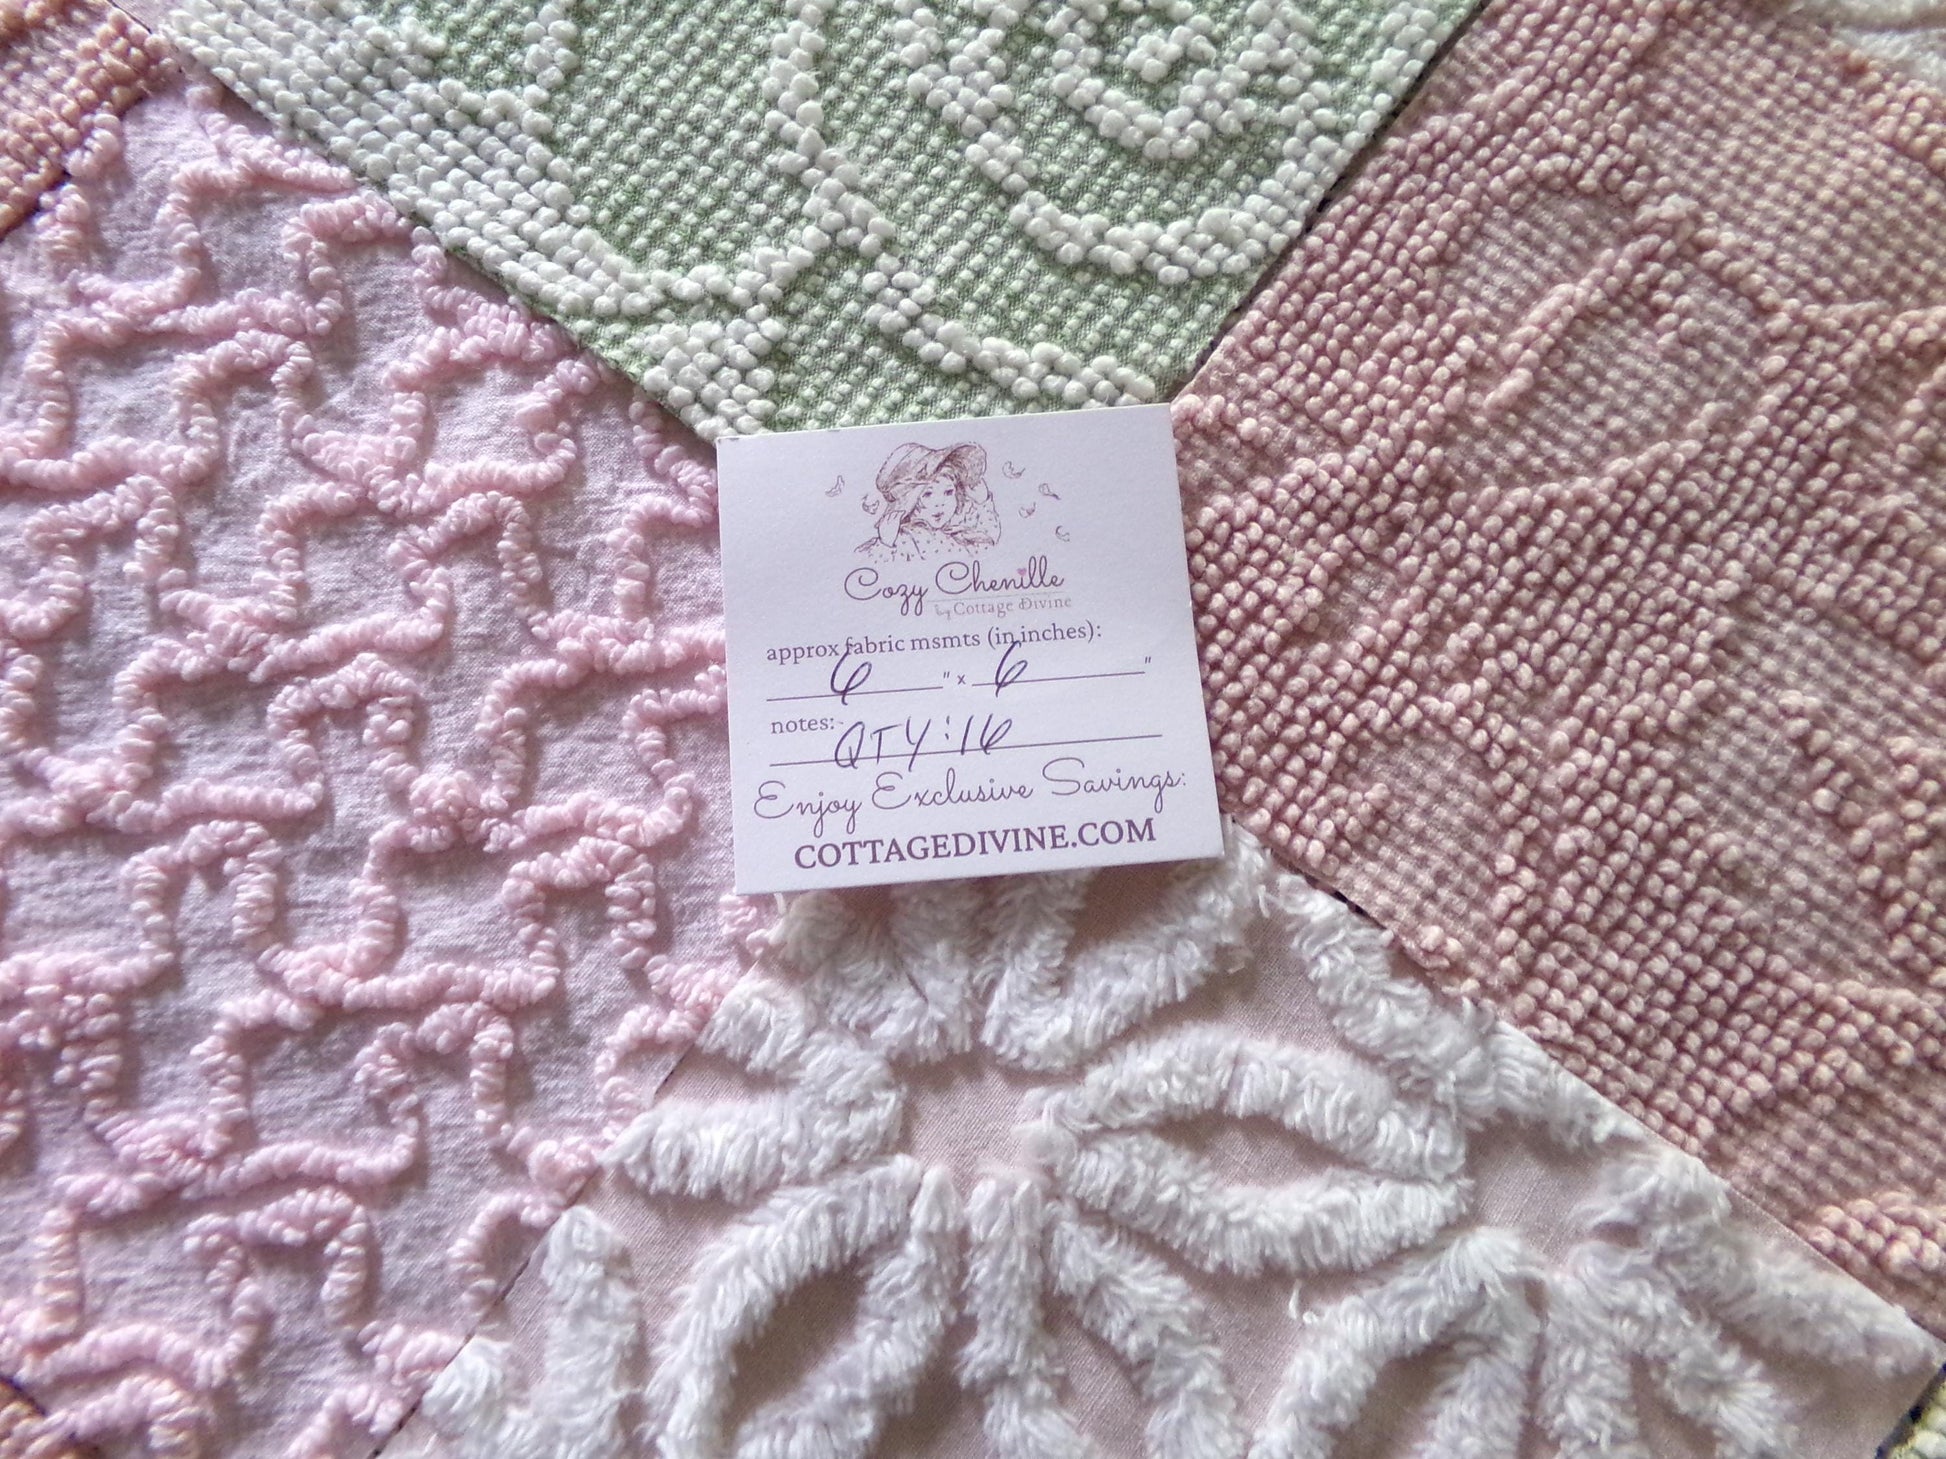 Cozy Chenille
by Cottage Divine
approx fabric msmts (in inches):
6 " x 6 "
notes: QTY: 16
Enjoy Exclusive Savings:
COTTAGEDIVINE.COM